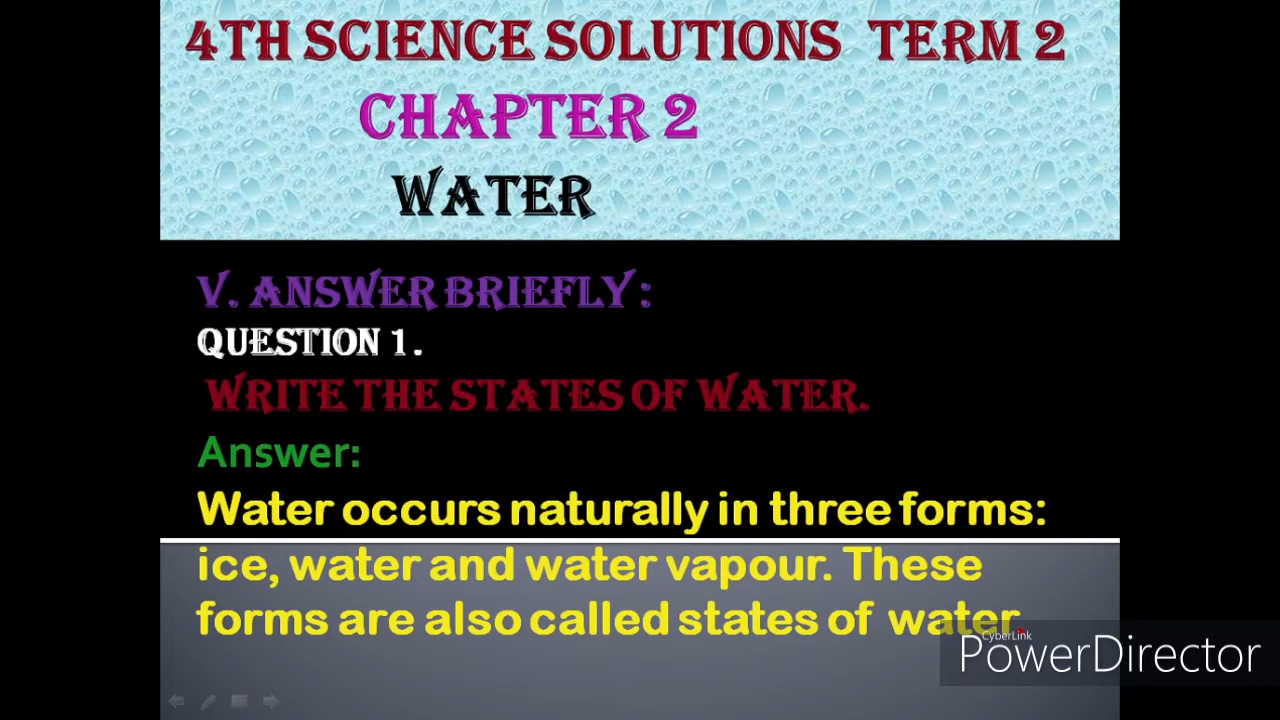 4TH SCIENCE SOLUTIONS TERM 2
CHAPTER 2
WATER
V. ANSWER BRIEFLY :
QUESTION 1.
WRITE THE STATES OF WATER.
Answer:
Water occurs naturally in three forms:
ice, water and water vapour. These
forms are also called states of water.
CyberLink
PowerDirector